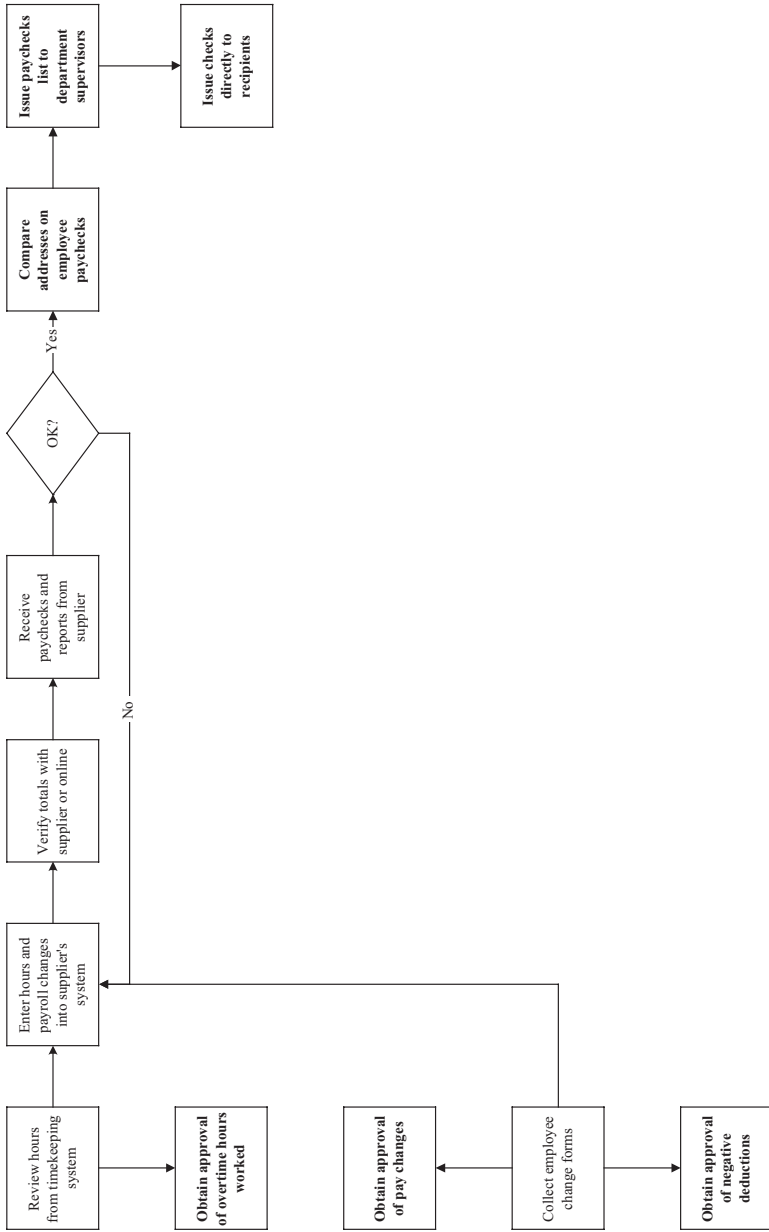 Review hours
from timekeeping
system
Enter hours and
payroll changes
into supplier's
system
Verify totals with
supplier or online
Receive
paychecks and
reports from
supplier
OK?
Yes
Compare
addresses on
employee
paychecks
Issue paychecks
list to
department
supervisors
No
Obtain approval
of overtime hours
worked
Issue checks
directly to
recipients
Obtain approval
of pay changes
Collect employee
change forms
Obtain approval
of negative
deductions